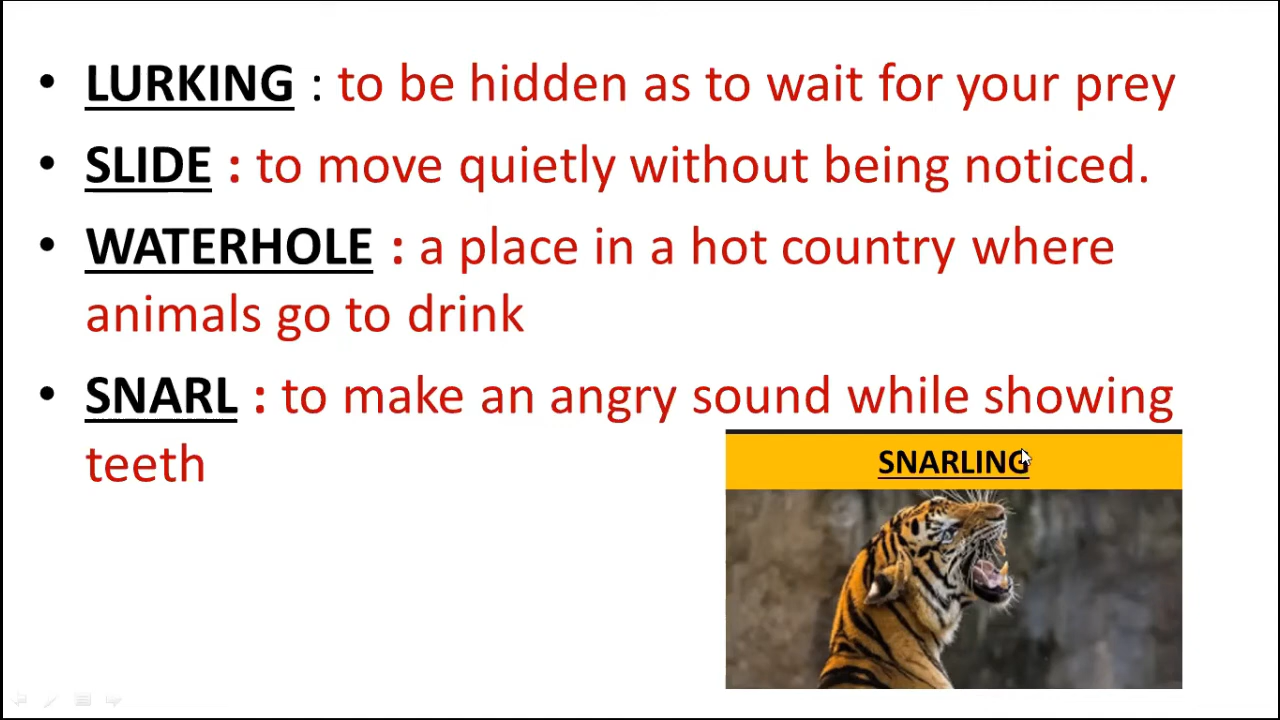 • LURKING : to be hidden as to wait for your prey
• SLIDE : to move quietly without being noticed.
• WATERHOLE : a place in a hot country where
animals go to drink
• SNARL : to make an angry sound while showing
teeth
SNARLING